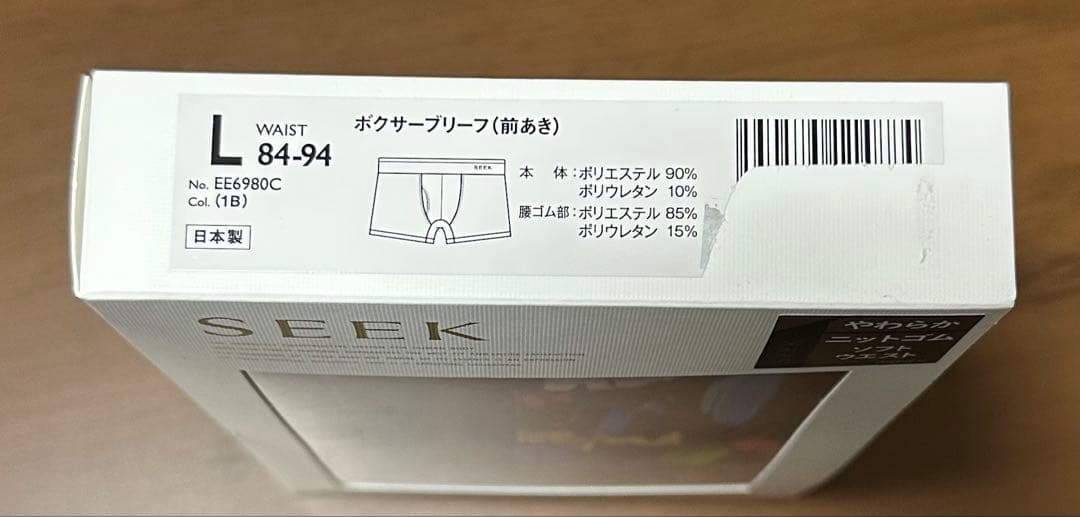 L
WAIST
84-94
No. EE6980C
Col. (1B)
日本製
ボクサーブリーフ(前あき)
SEEK
本　体:ポリエステル 90%
ポリウレタン 10%
腰ゴム部:ポリエステル 85%
ポリウレタン 15%
SEEK
やわらか
ニットゴム
ソフト
ウエスト